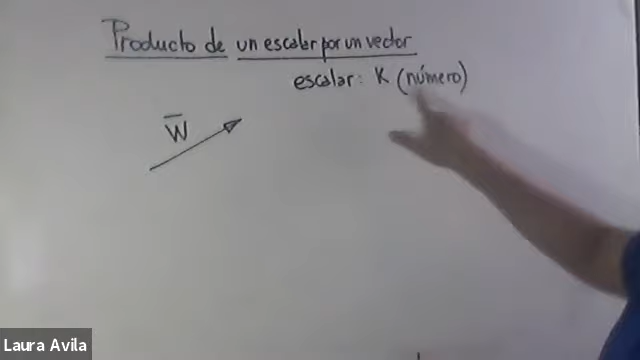 Producto de un escalar por un vector
escalar: K (número)
W̅
Laura Avila